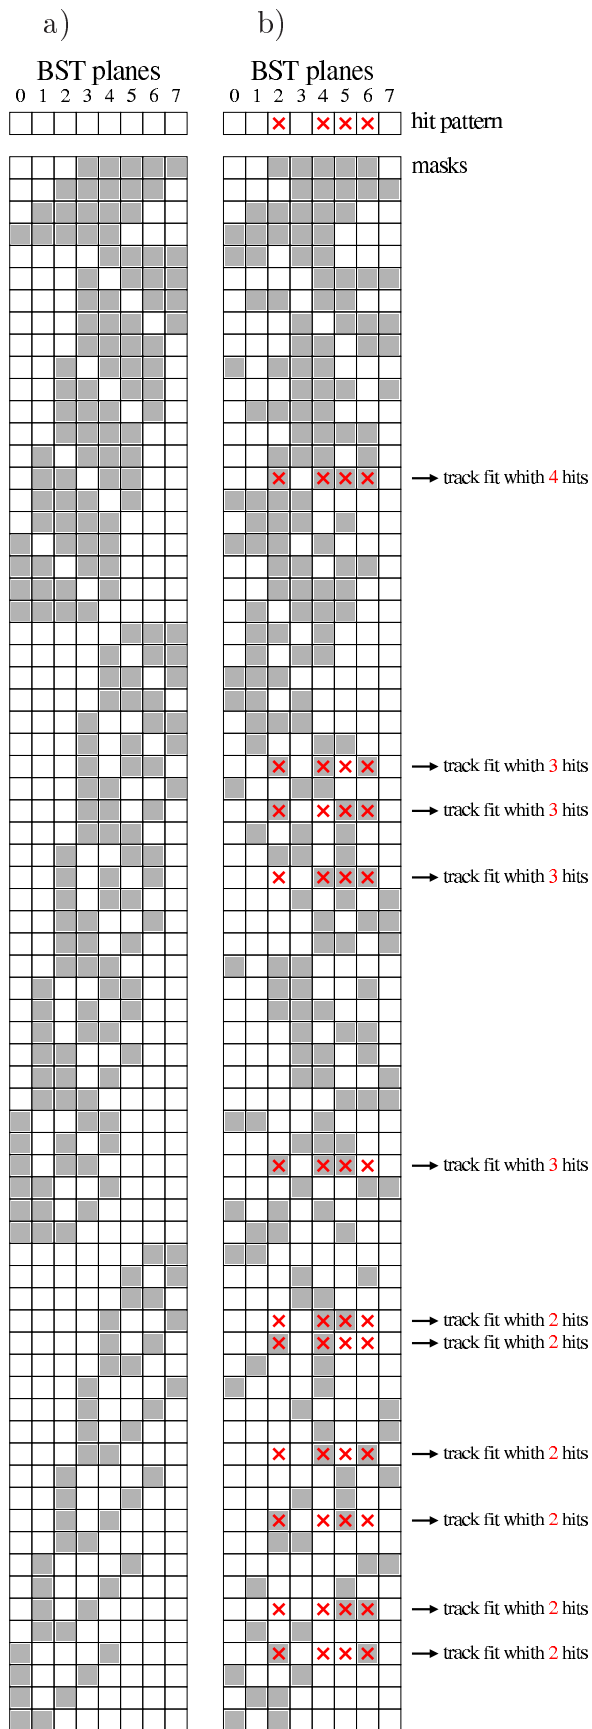 a) b)
BST planes BST planes
0 1 2 3 4 5 6 7 0 1 2 3 4 5 6 7
hit pattern
masks
track fit whith 4 hits
track fit whith 3 hits
track fit whith 3 hits
track fit whith 3 hits
track fit whith 3 hits
track fit whith 2 hits
track fit whith 2 hits
track fit whith 2 hits
track fit whith 2 hits
track fit whith 2 hits
track fit whith 2 hits